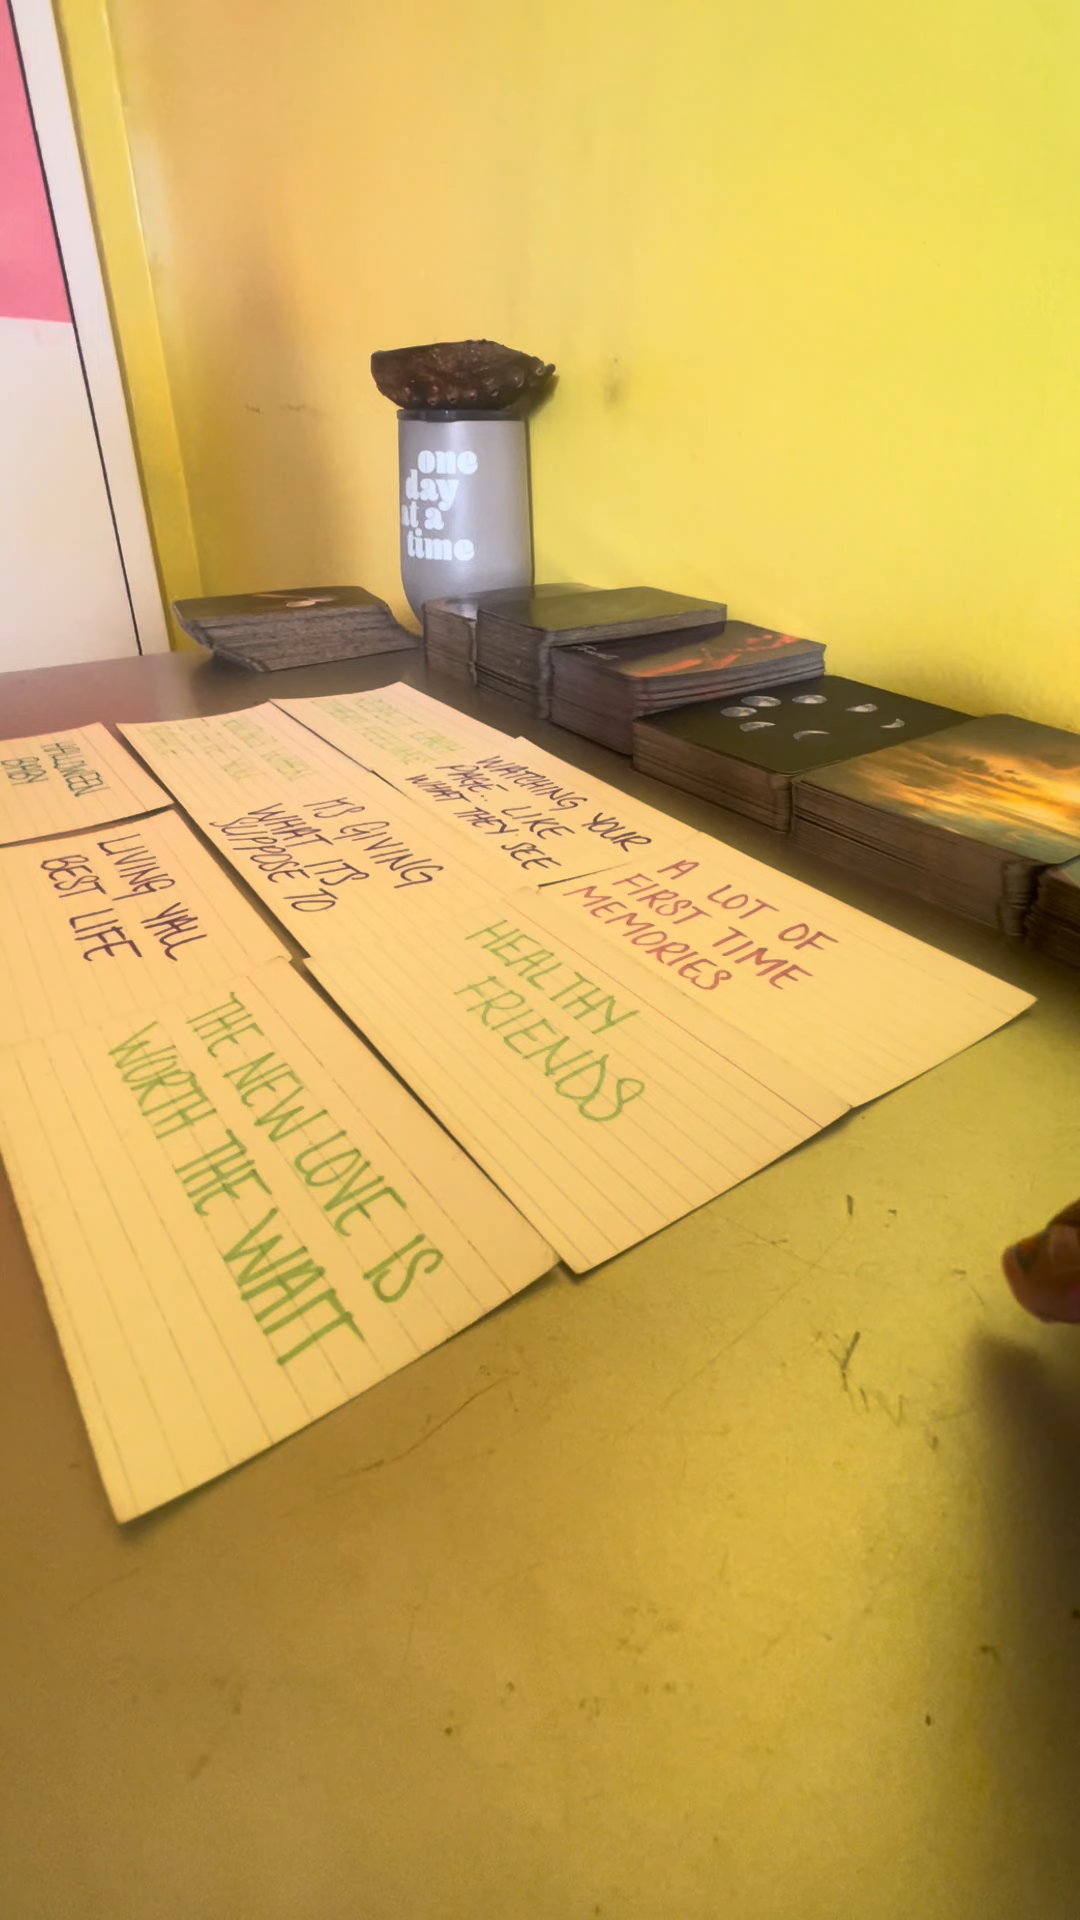 one
day
at a
time
HALLOWEEN
BABY
LIVING YALL
BEST LIFE
THE NEW LOVE IS
WORTH THE WAIT
ITS GIVING
WHAT ITS
SUPPOSE TO
HEALTHY
FRIENDS
WATCHING YOUR
PAGE.. LIKE
WHAT THEY SEE
A LOT OF
FIRST TIME
MEMORIES